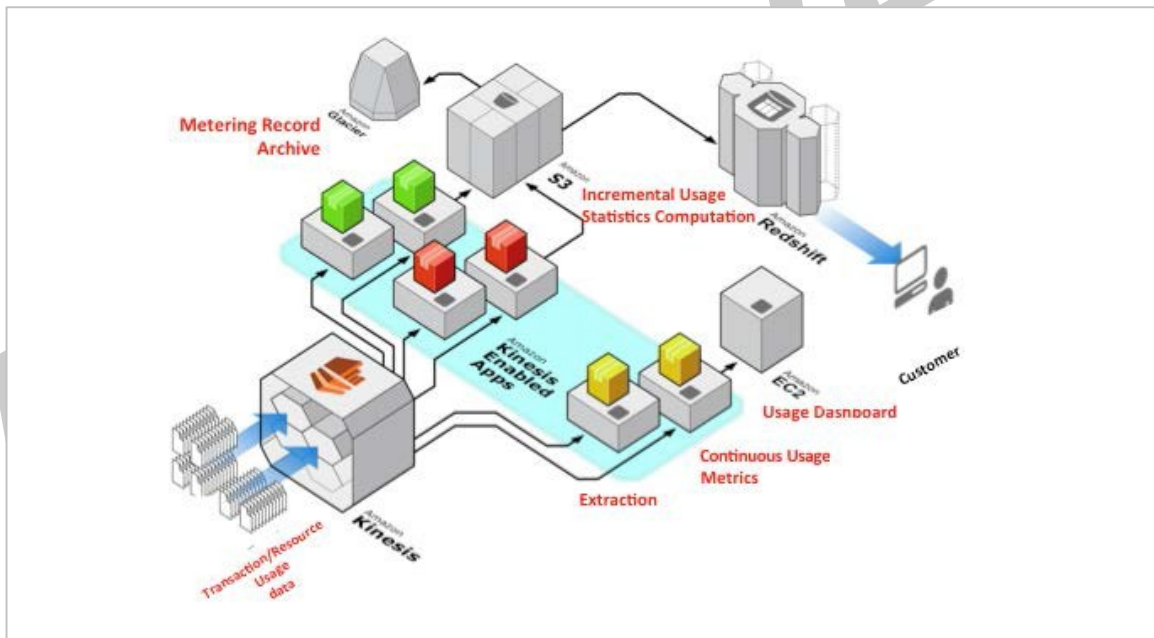 Amazon
Glacier
Metering Record
Archive
Amazon
S3
Incremental Usage
Statistics Computation
Amazon
Redshift
Customer
Amazon
Kinesis
Enabled
Apps
Amazon
EC2
Usage Dasnboard
Continuous Usage
Metrics
Extraction
Amazon
Kinesis
Transaction/Resource
Usage
data